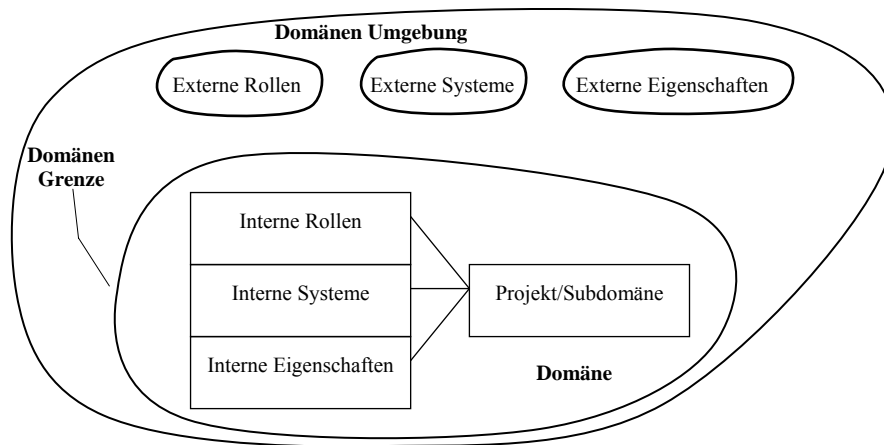 Domänen Umgebung
Externe Rollen
Externe Systeme
Externe Eigenschaften
Domänen
Grenze
Interne Rollen
Interne Systeme
Projekt/Subdomäne
Interne Eigenschaften
Domäne